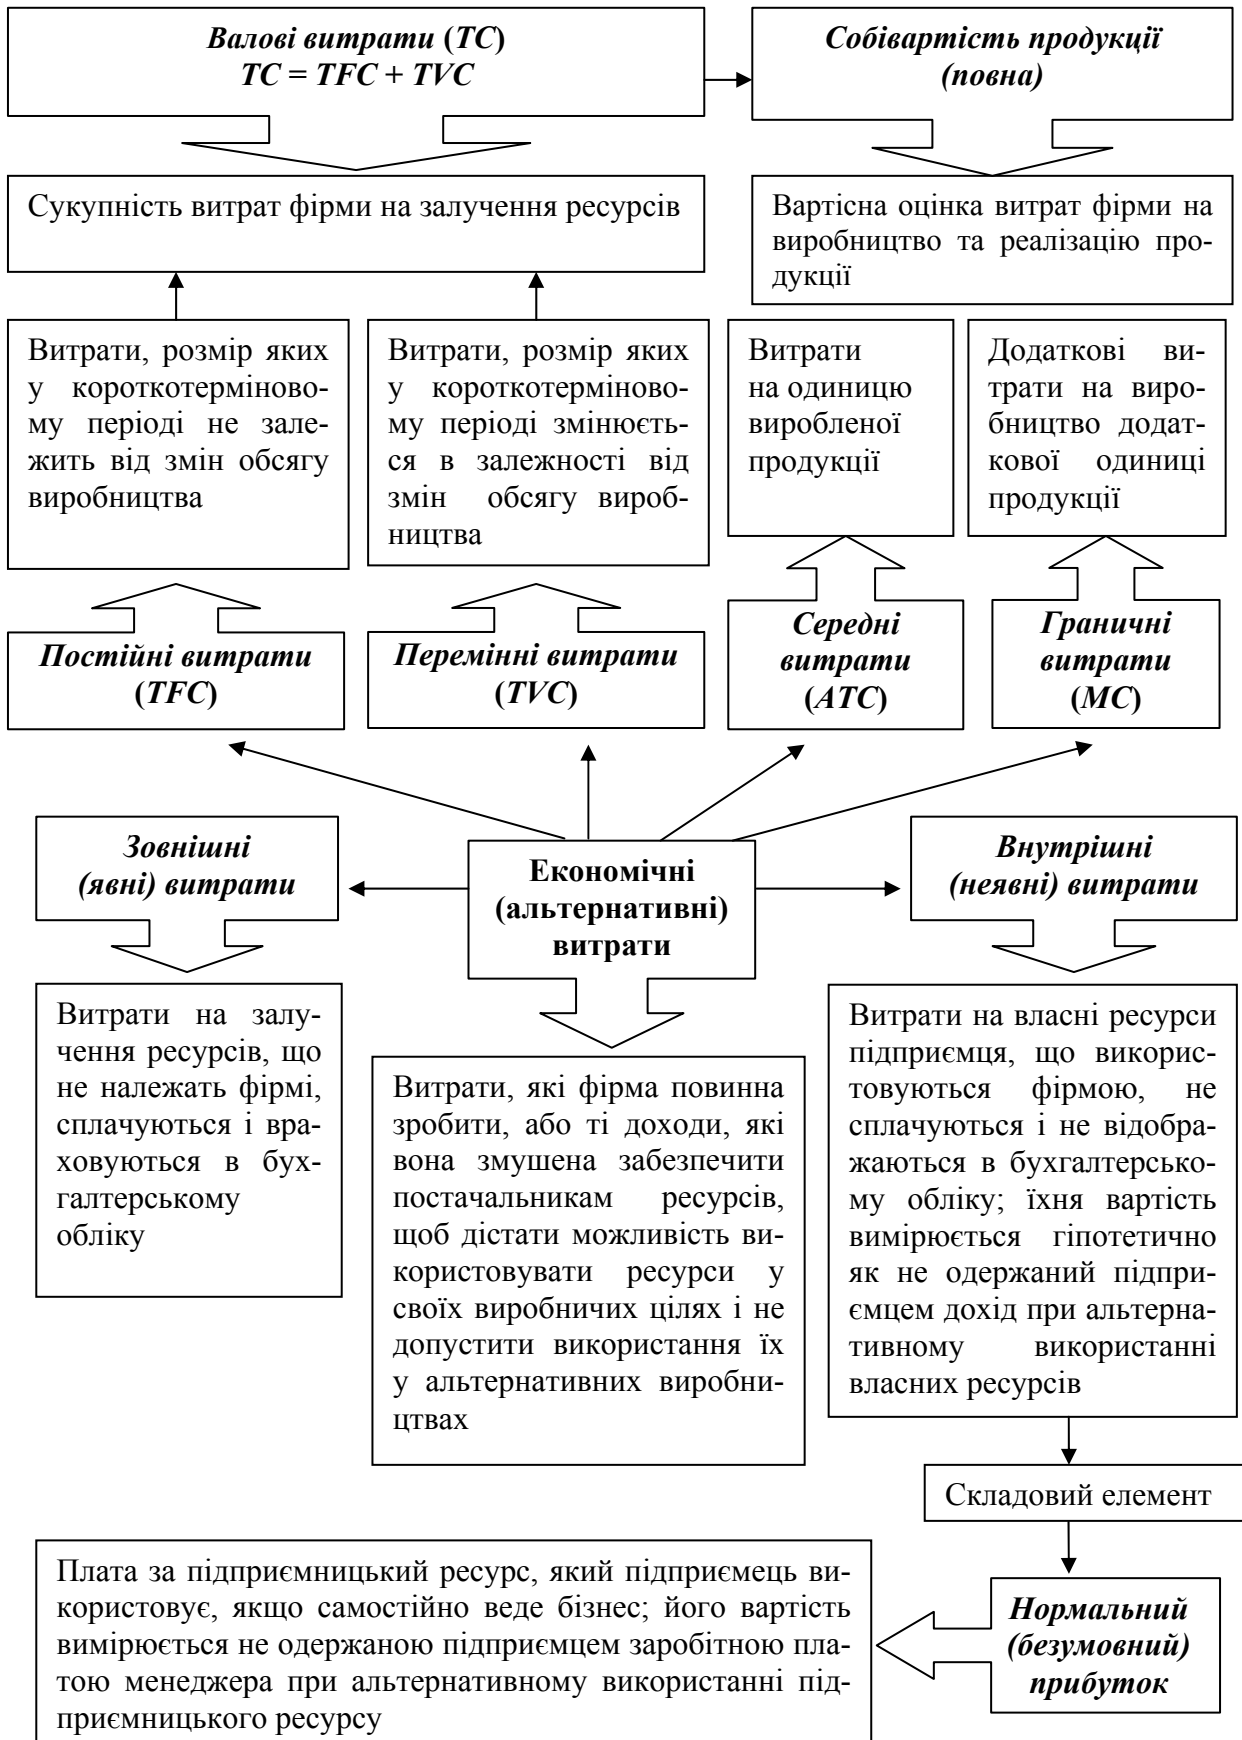 Валові витрати (TC)
TC = TFC + TVC
Собівартість продукції
(повна)
Сукупність витрат фірми на залучення ресурсів
Вартісна оцінка витрат фірми на
виробництво та реалізацію про-
дукції
Витрати, розмір яких
у короткотерміново-
му періоді не зале-
жить від змін обсягу
виробництва
Витрати, розмір яких
у короткотерміново-
му періоді змінюєть-
ся в залежності від
змін обсягу вироб-
ництва
Витрати
на одиницю
виробленої
продукції
Додаткові ви-
трати на виро-
бництво додат-
кової одиниці
продукції
Постійні витрати
(TFC)
Перемінні витрати
(TVC)
Середні
витрати
(ATC)
Граничні
витрати
(MC)
Зовнішні
(явні) витрати
Економічні
(альтернативні)
витрати
Внутрішні
(неявні) витрати
Витрати на залу-
чення ресурсів, що
не належать фірмі,
сплачуються і вра-
ховуються в бух-
галтерському
обліку
Витрати, які фірма повинна
зробити, або ті доходи, які
вона змушена забезпечити
постачальникам ресурсів,
щоб дістати можливість ви-
користовувати ресурси у
своїх виробничих цілях і не
допустити використання їх
у альтернативних виробни-
цтвах
Витрати на власні ресурси
підприємця, що використ-
товуються фірмою, не
сплачуються і не відобра-
жаються в бухгалтерсько-
му обліку; їхня вартість
вимірюється гіпотетично
як не одержаний підпри-
ємцем дохід при альтерна-
тивному використанні
власних ресурсів
Складовий елемент
Плата за підприємницький ресурс, який підприємець ви-
користовує, якщо самостійно веде бізнес; його вартість
вимірюється не одержаною підприємцем заробітною пла-
тою менеджера при альтернативному використанні під-
приємницького ресурсу
Нормальний
(безумовний)
прибуток